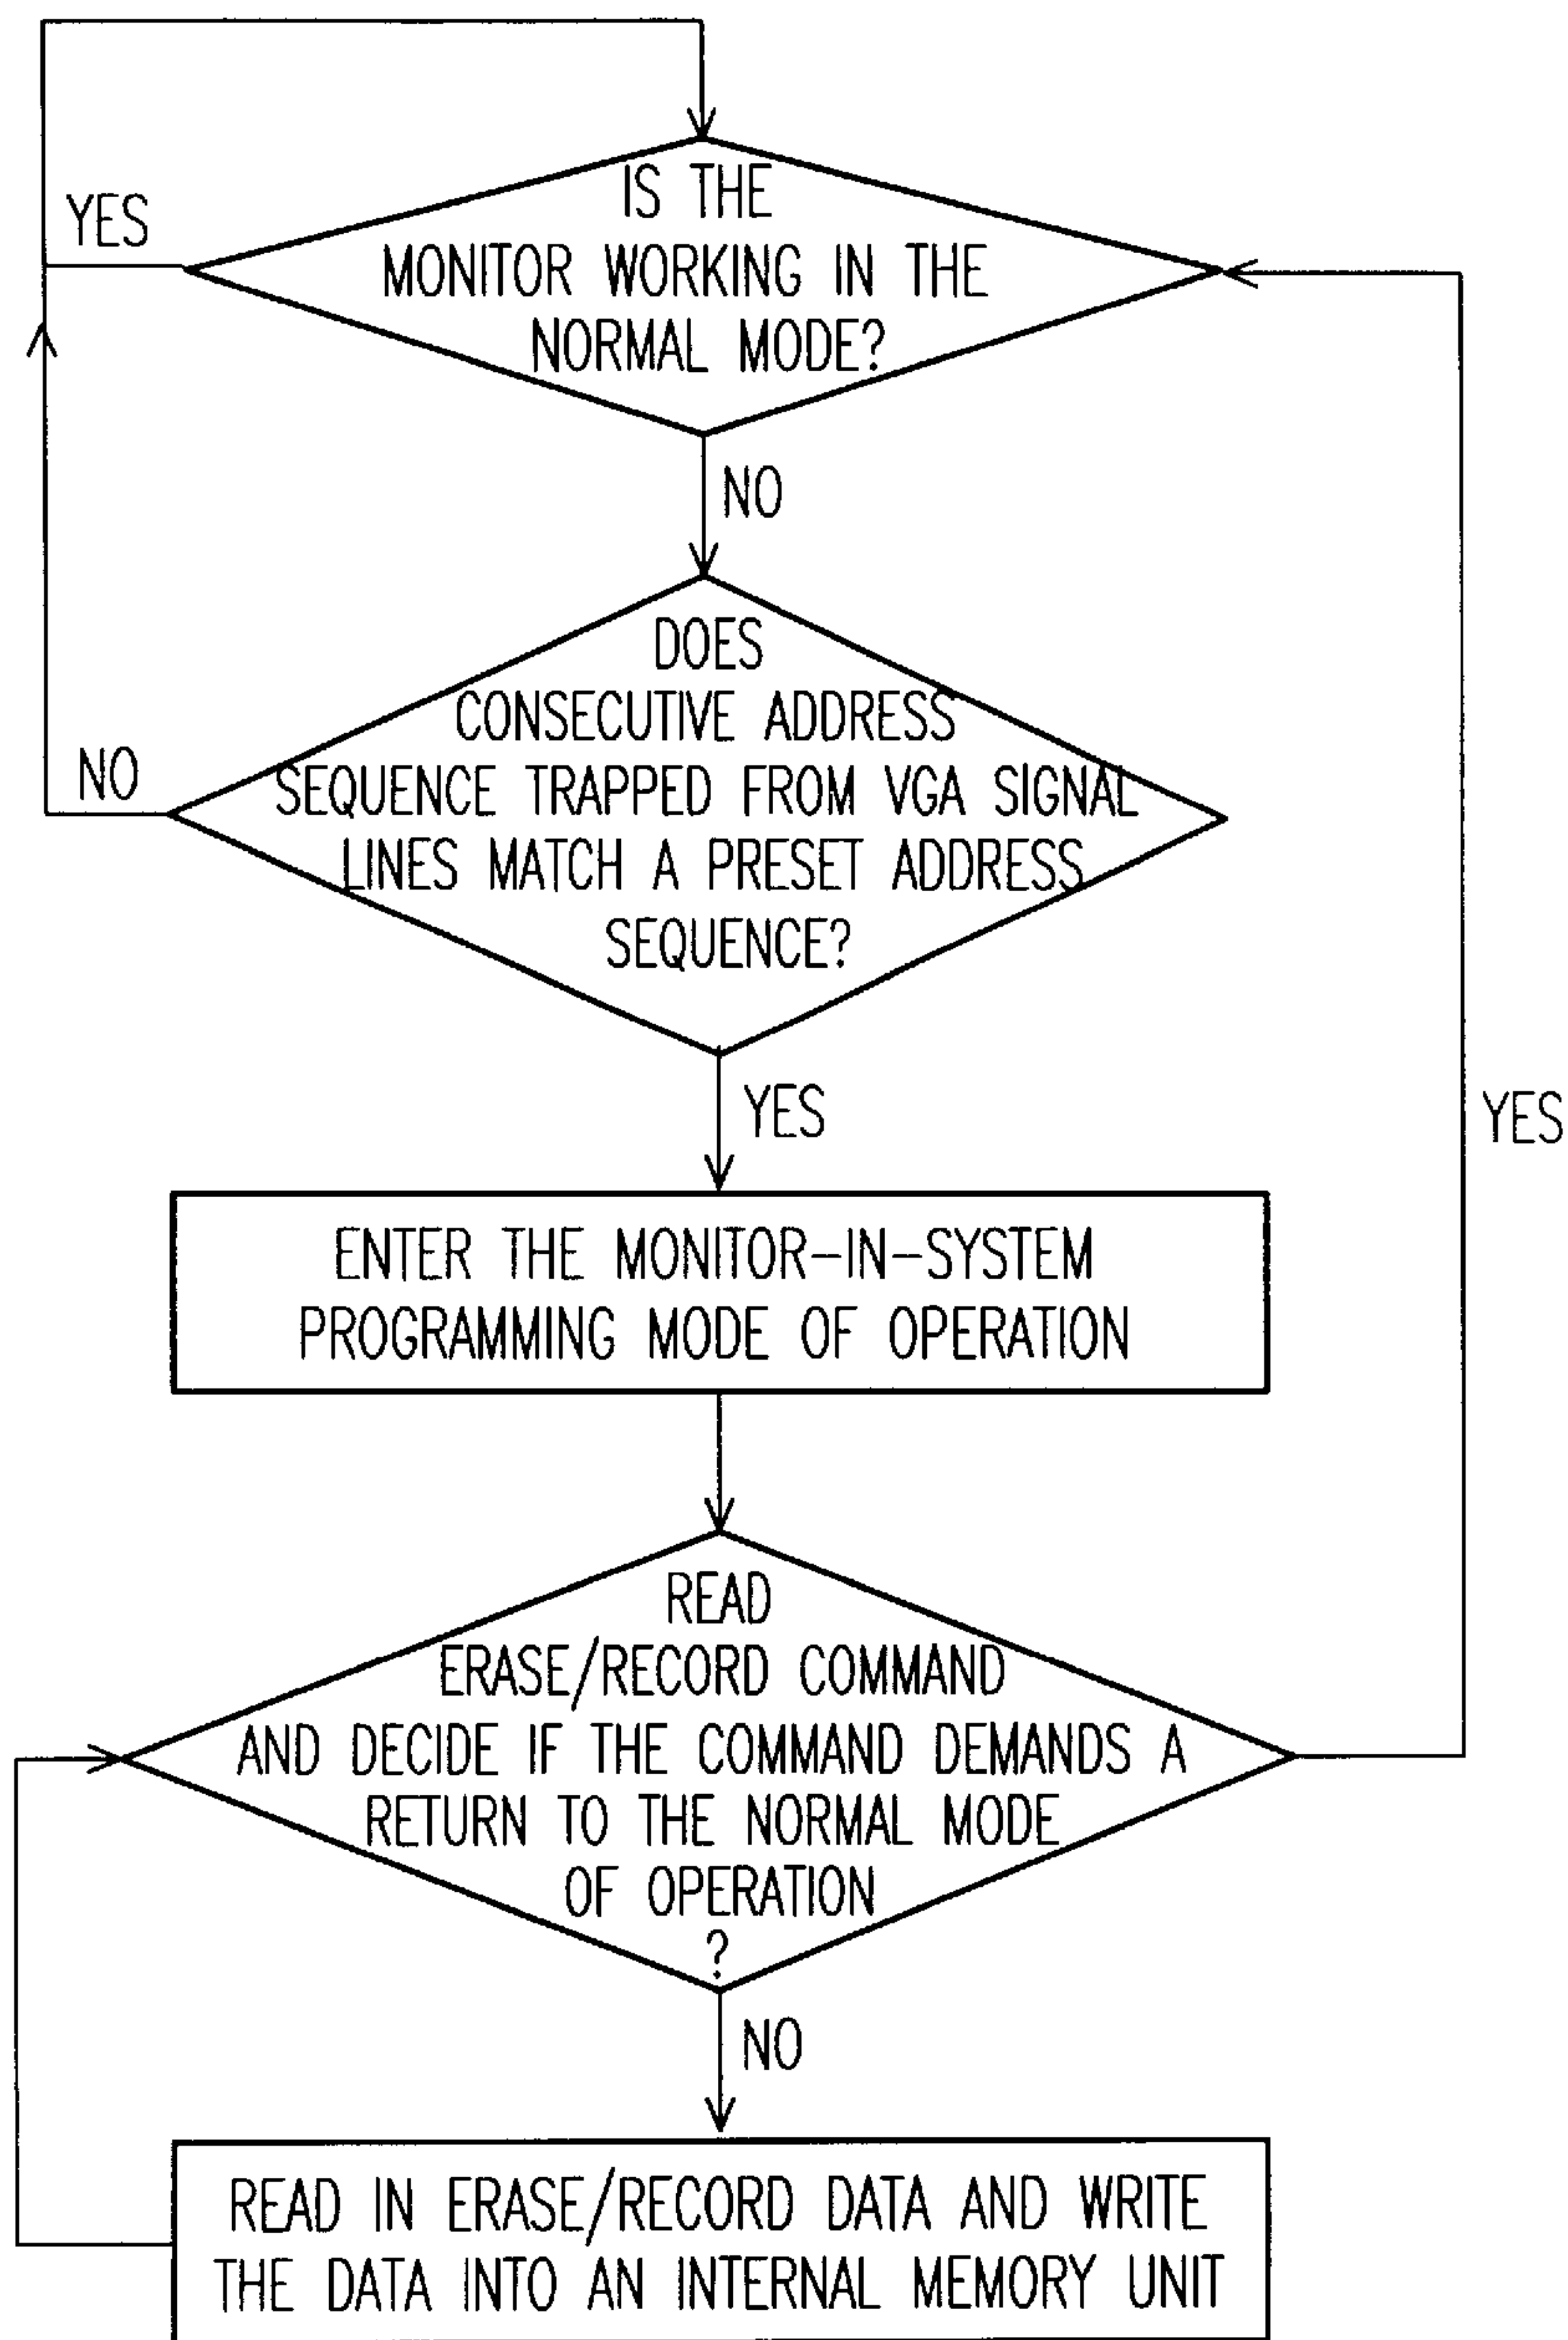 IS THE
MONITOR WORKING IN THE
NORMAL MODE?
YES
NO
DOES
CONSECUTIVE ADDRESS
SEQUENCE TRAPPED FROM VGA SIGNAL
LINES MATCH A PRESET ADDRESS
SEQUENCE?
NO
YES
YES
ENTER THE MONITOR-IN-SYSTEM
PROGRAMMING MODE OF OPERATION
READ
ERASE/RECORD COMMAND
AND DECIDE IF THE COMMAND DEMANDS A
RETURN TO THE NORMAL MODE
OF OPERATION
?
NO
READ IN ERASE/RECORD DATA AND WRITE
THE DATA INTO AN INTERNAL MEMORY UNIT